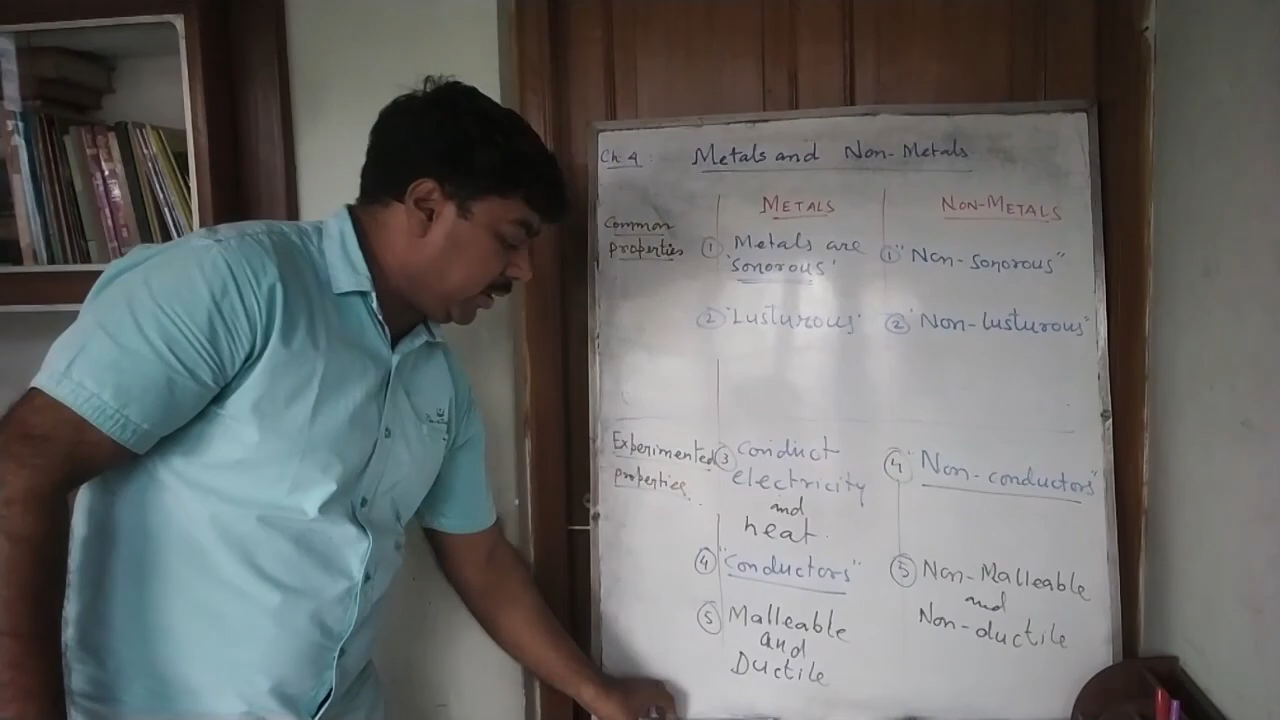 Ch 4: Metals and Non-Metals
METALS NON-METALS
Common
properties
① Metals are
'sonorous'
① "Non-sonorous"
② 'Lusturous'
② "Non-lusturous"
Experimented
properties
③ Conduct
electricity
and
heat.
④ "Non-conductors"
④ "Conductors"
⑤ Malleable
and
Ductile
⑤ Non-Malleable
and
Non-ductile